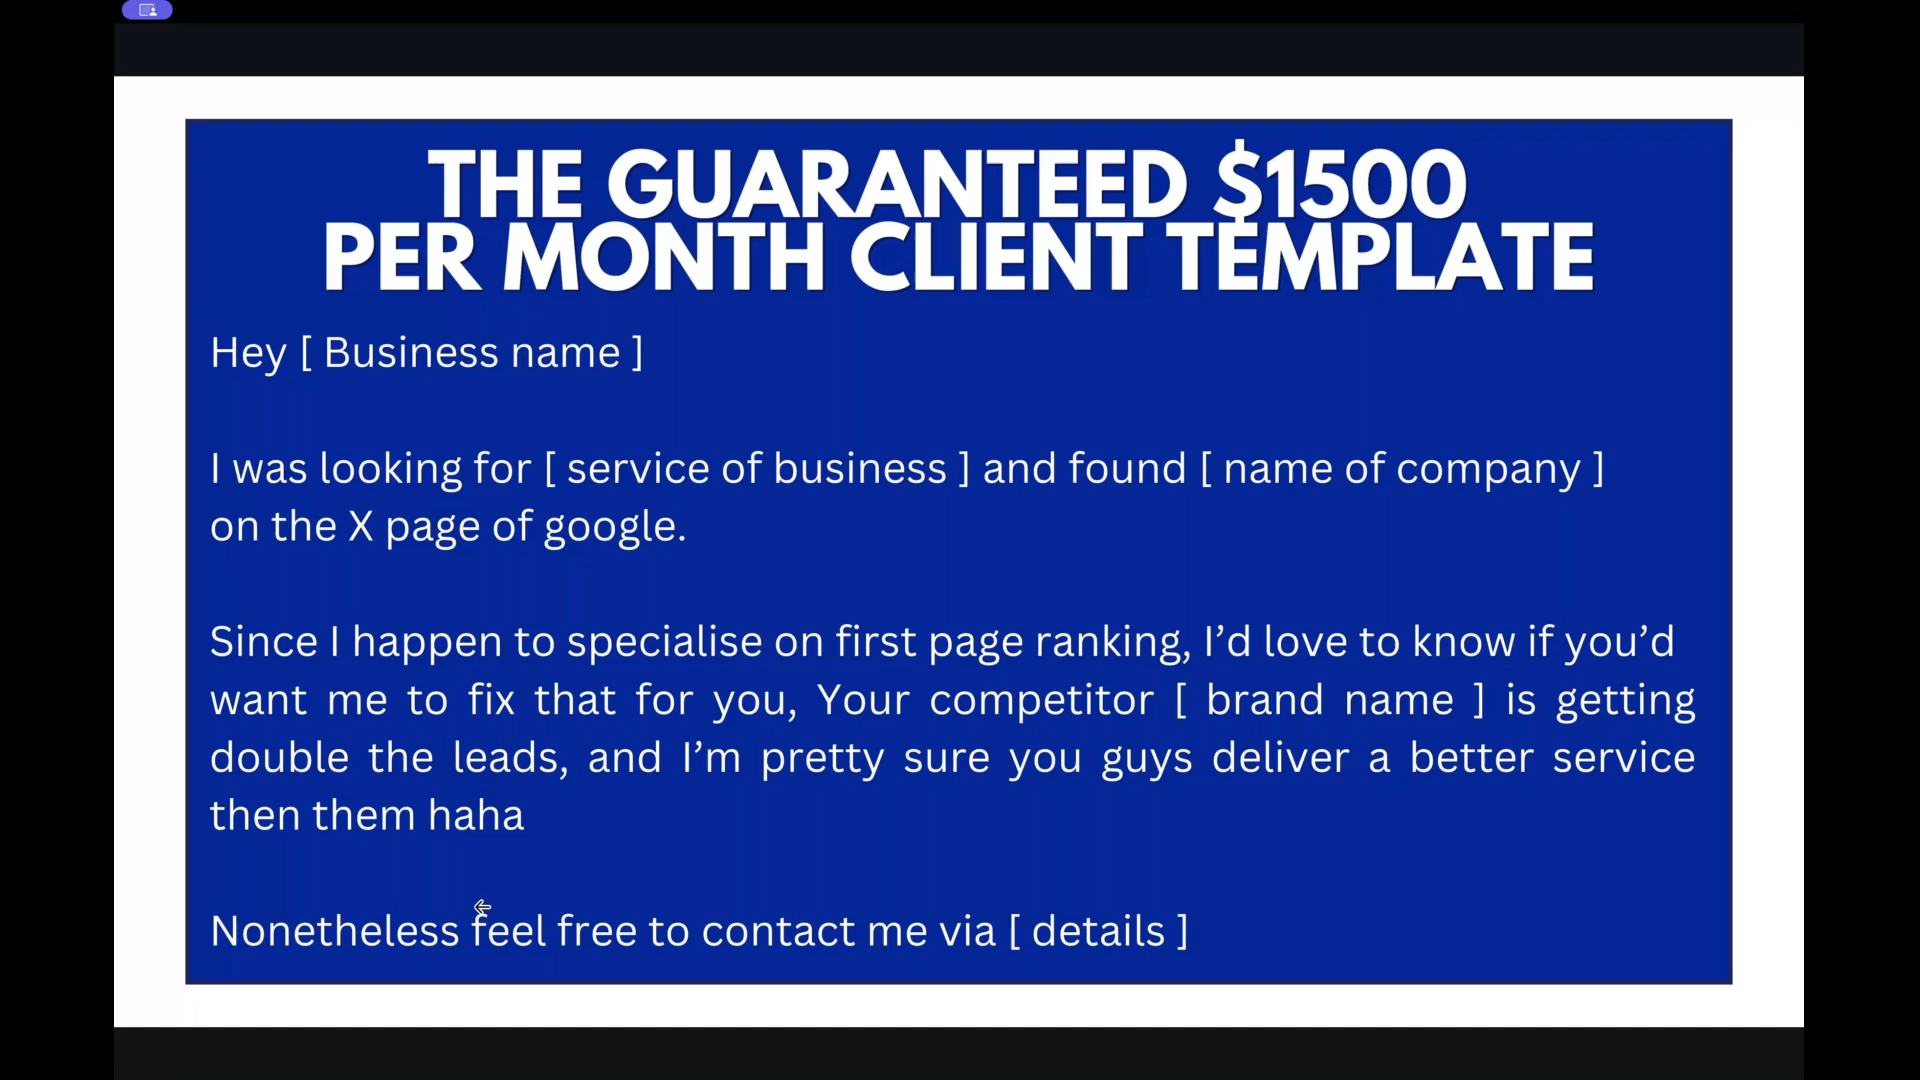 THE GUARANTEED $1500
PER MONTH CLIENT TEMPLATE
Hey [ Business name ]
I was looking for [ service of business ] and found [ name of company ]
on the X page of google.
Since I happen to specialise on first page ranking, I’d love to know if you’d
want me to fix that for you, Your competitor [ brand name ] is getting
double the leads, and I’m pretty sure you guys deliver a better service
then them haha
Nonetheless feel free to contact me via [ details ]